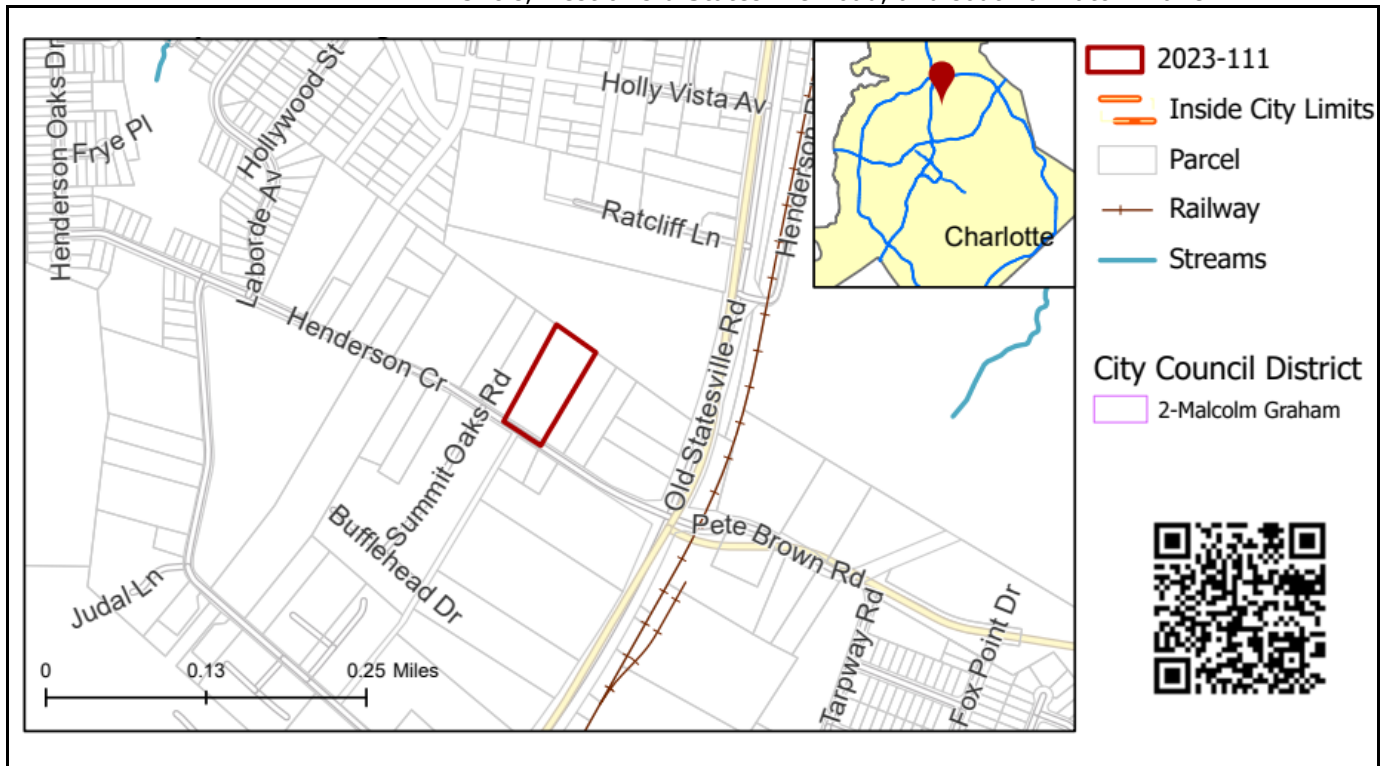 Henderson Oaks Dr
Frye Pl
Hollywood St
Laborde Av
Holly Vista Av
Ratcliff Ln
Henderson
Old Statesville Rd
Henderson Cr
Summit Oaks Rd
Bufflehead Dr
Judal Ln
Pete Brown Rd
Tarpway Rd
Fox Point Dr
0 0.13 0.25 Miles
Charlotte
2023-111
Inside City Limits
Parcel
Railway
Streams
City Council District
2-Malcolm Graham